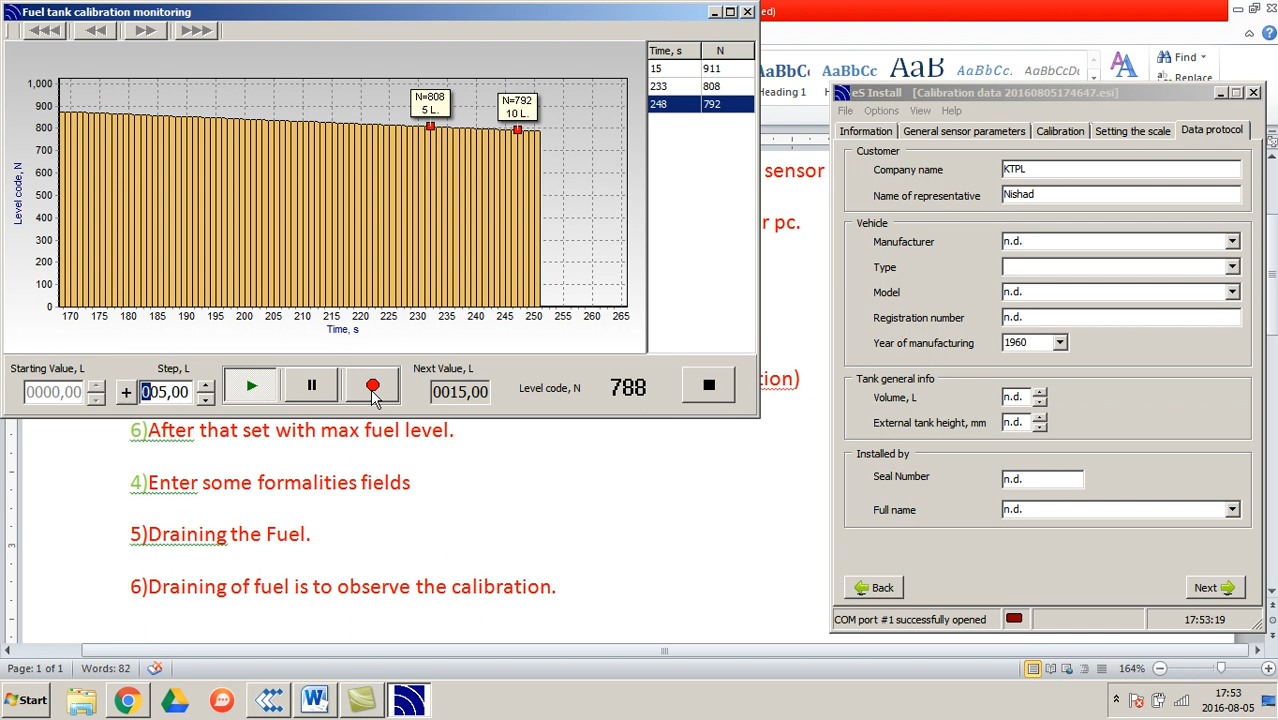 Fuel tank calibration monitoring
Time, s N
15 911
233 808
248 792
1,000
900
800
700
600
500
400
300
200
100
0
Level code, N
N=808
5 L.
N=792
10 L.
170 175 180 185 190 195 200 205 210 215 220 225 230 235 240 245 250 255 260 265
Time, s
Starting Value, L
0000,00
+
Step, L
005,00
Next Value, L
0015,00
Level code, N
788
ed)
AaBbCc AaBbCc AaB AaBbCc. AaBbCcDc
Heading 1
Find
Replace
sensor
r pc.
tion)
6)After that set with max fuel level.
4)Enter some formalities fields
5)Draining the Fuel.
6)Draining of fuel is to observe the calibration.
3
eS Install [Calibration data 20160805174647.esi]
File Options View Help
Information General sensor parameters Calibration Setting the scale Data protocol
Customer
Company name KTPL
Name of representative Nishad
Vehicle
Manufacturer n.d.
Type
Model n.d.
Registration number n.d.
Year of manufacturing 1960
Tank general info
Volume, L n.d.
External tank height, mm n.d.
Installed by
Seal Number n.d.
Full name n.d.
Back Next
COM port #1 successfully opened 17:53:19
Page: 1 of 1 Words: 82 164%
Start
17:53
2016-08-05